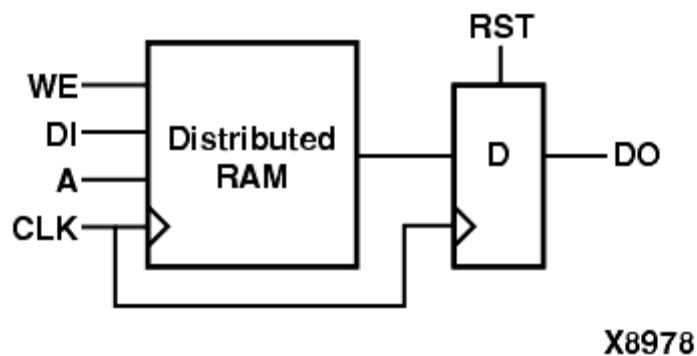 RST
WE
DI
A
CLK
Distributed
RAM
D
DO
X8978